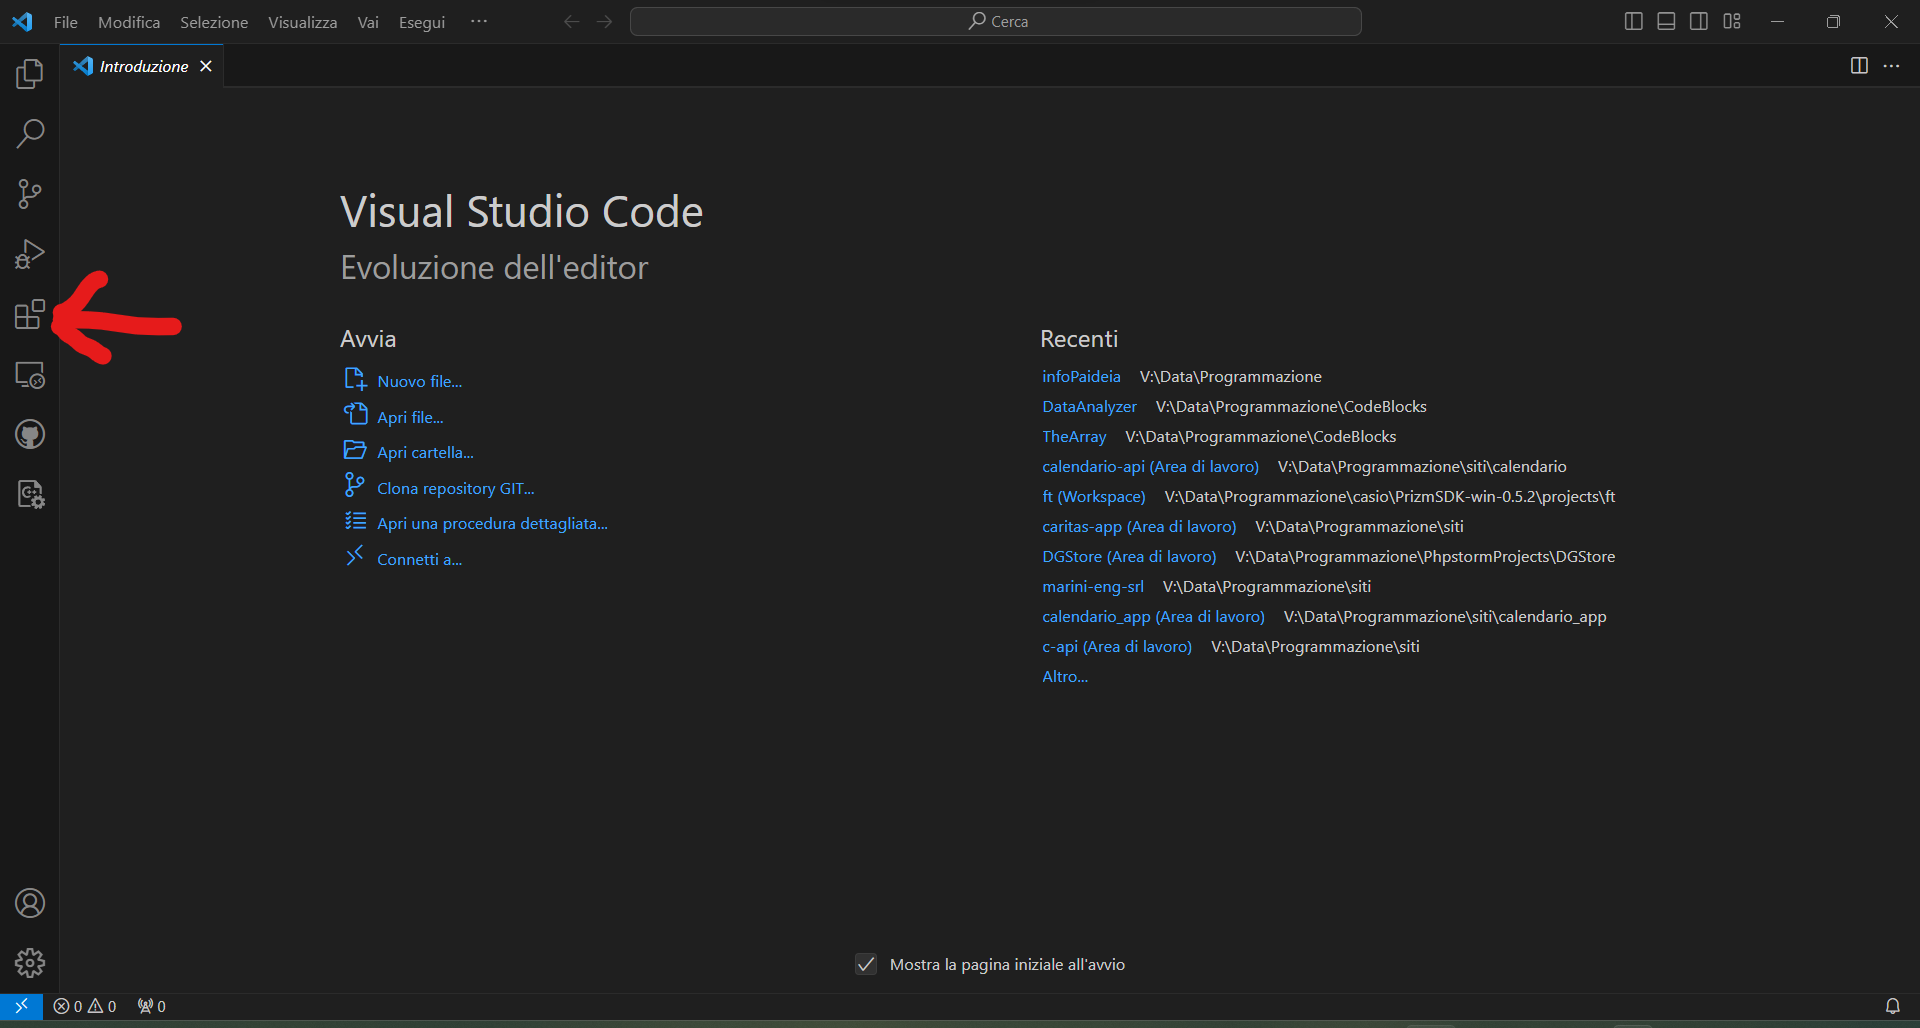 File Modifica Selezione Visualizza Vai Esegui ··· Cerca
Introduzione
Visual Studio Code
Evoluzione dell'editor
Avvia
Nuovo file...
Apri file...
Apri cartella...
Clona repository GIT...
Apri una procedura dettagliata...
Connetti a...
Recenti
infoPaideia V:\Data\Programmazione
DataAnalyzer V:\Data\Programmazione\CodeBlocks
TheArray V:\Data\Programmazione\CodeBlocks
calendario-api (Area di lavoro) V:\Data\Programmazione\siti\calendario
ft (Workspace) V:\Data\Programmazione\casio\PrizmSDK-win-0.5.2\projects\ft
caritas-app (Area di lavoro) V:\Data\Programmazione\siti
DGStore (Area di lavoro) V:\Data\Programmazione\PhpstormProjects\DGStore
marini-eng-srl V:\Data\Programmazione\siti
calendario_app (Area di lavoro) V:\Data\Programmazione\siti\calendario_app
c-api (Area di lavoro) V:\Data\Programmazione\siti
Altro...
Mostra la pagina iniziale all'avvio
0 0 0